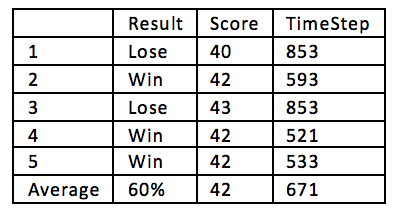 Result Score TimeStep
1 Lose 40 853
2 Win 42 593
3 Lose 43 853
4 Win 42 521
5 Win 42 533
Average 60% 42 671